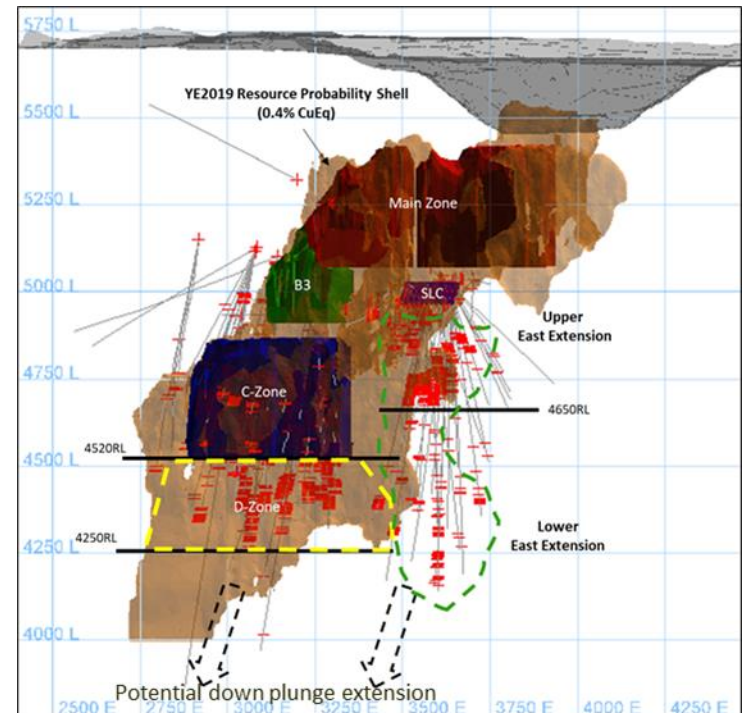 5750 L
YE2019 Resource Probability Shell
(0.4% CuEq)
5500 L
5250 L
Main Zone
5000 L
B3
SLC
Upper
East Extension
4750 L
C-Zone
4650RL
4520RL
4500 L
D-Zone
4250RL
Lower
East Extension
4250 L
4000 L
Potential down plunge extension
2500 E
2750 E
3000 E
3250 E
3500 E
3750 E
4000 E
4250 E